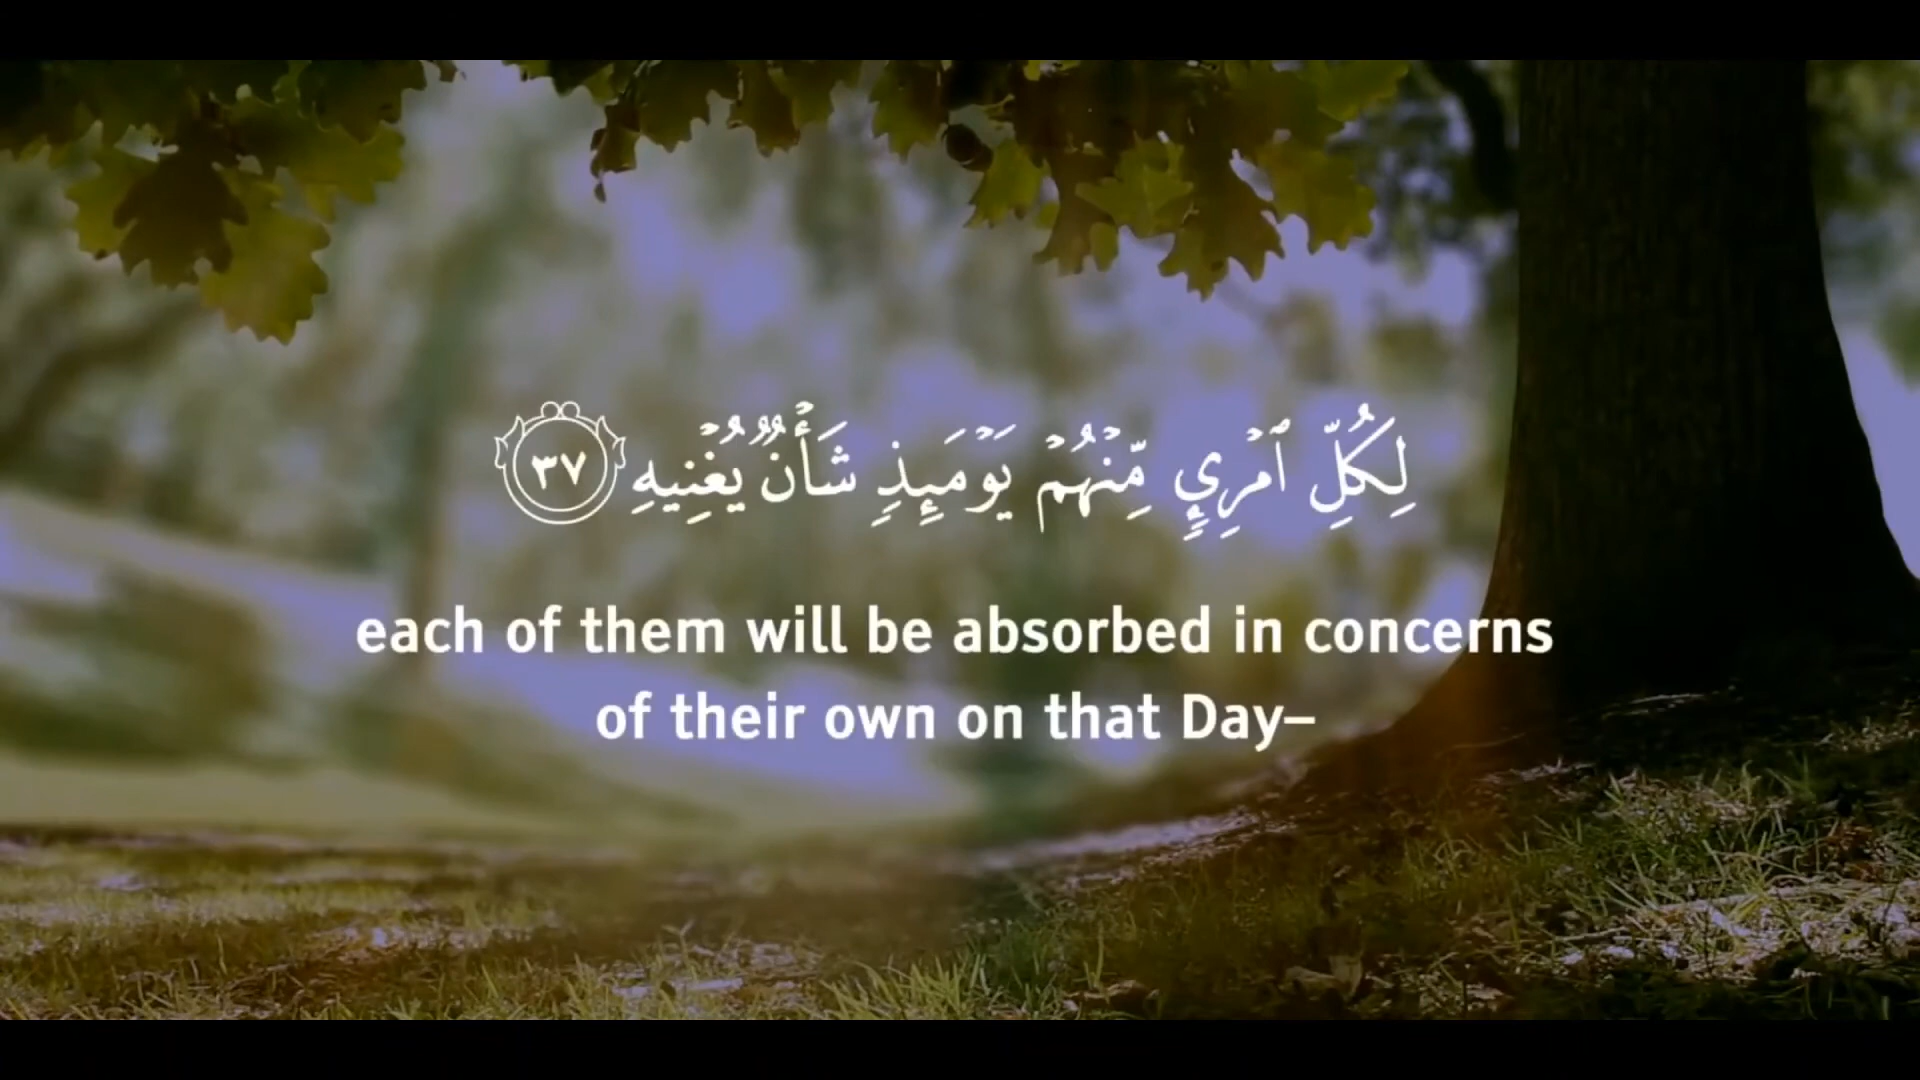 لِكُلِّ ٱمۡرِيٕٖ مِّنۡهُمۡ يَوۡمَئِذٖ شَأۡنٞ يُغۡنِيهِ ٣٧
each of them will be absorbed in concerns
of their own on that Day–